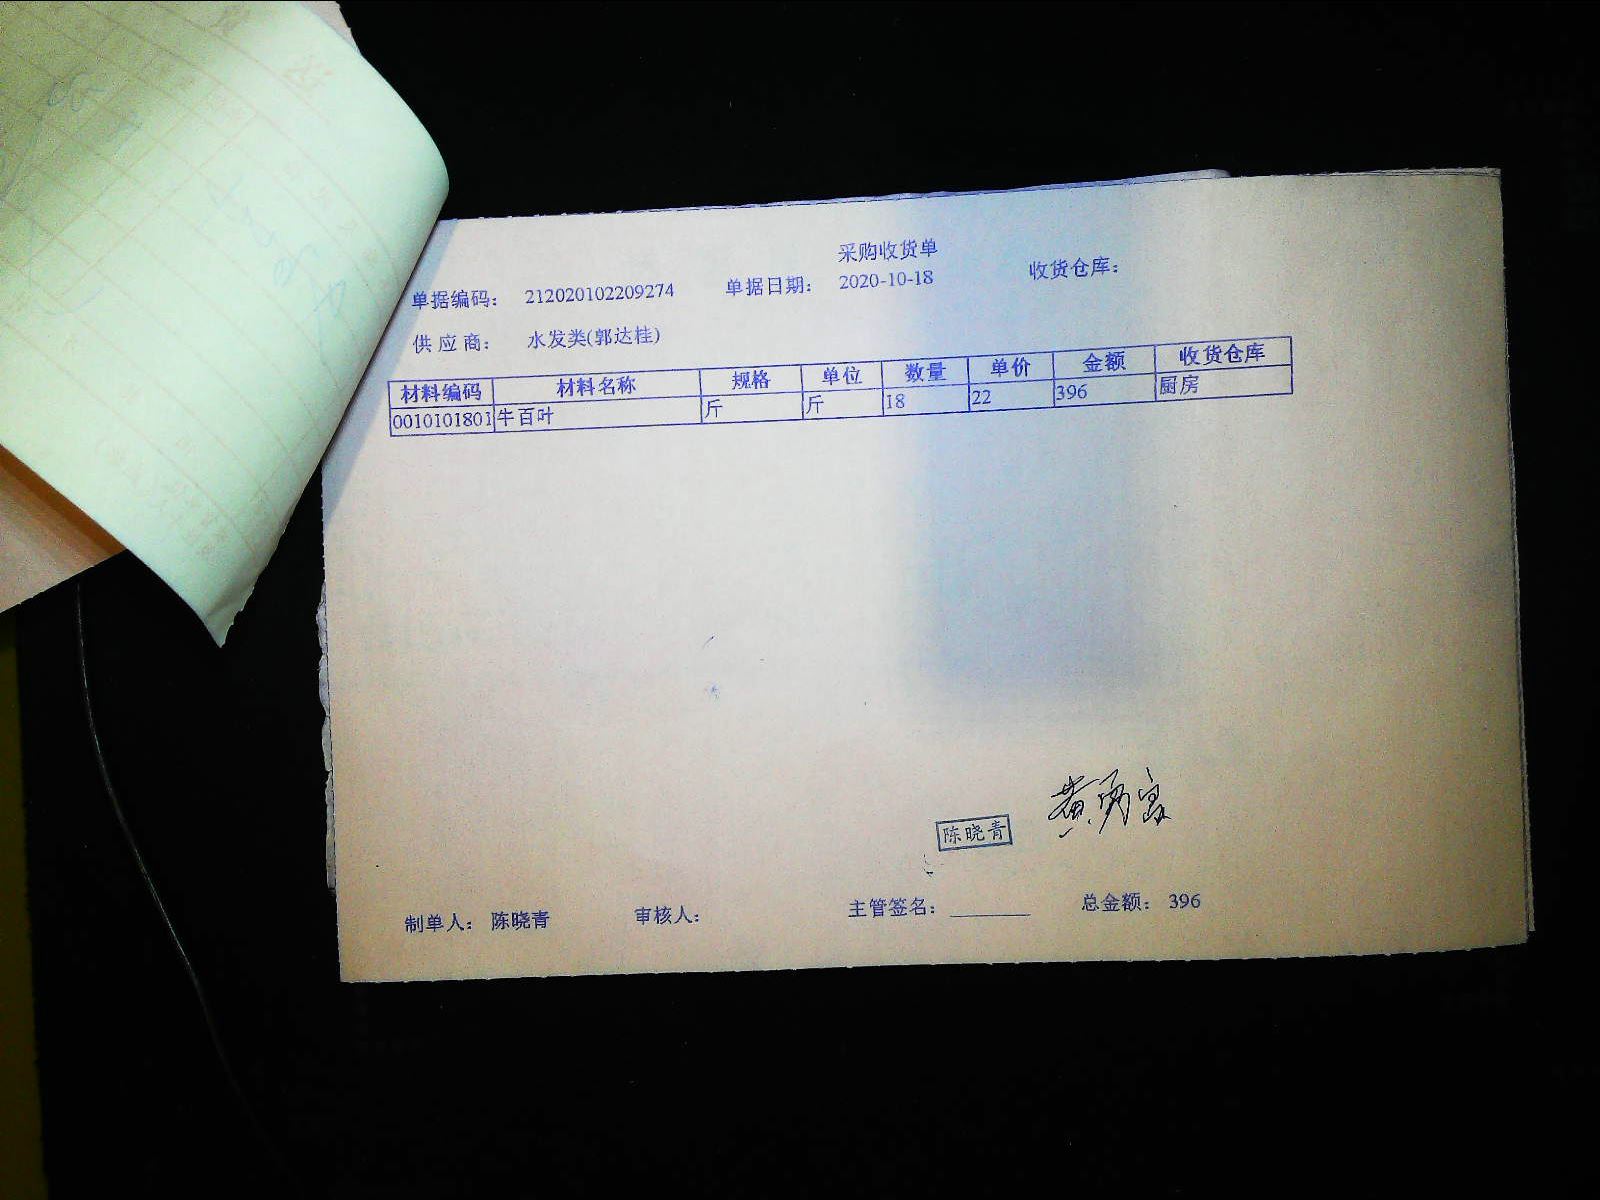 采购收货单
单据编码： 212020102209274 单据日期： 2020-10-18 收货仓库：
供应商： 水发类(郭达桂)
材料编码 材料名称 规格 单位 数量 单价 金额 收货仓库
0010101801 牛百叶 斤 斤 18 22 396 厨房
陈晓青
制单人： 陈晓青 审核人： 主管签名： ________ 总金额： 396